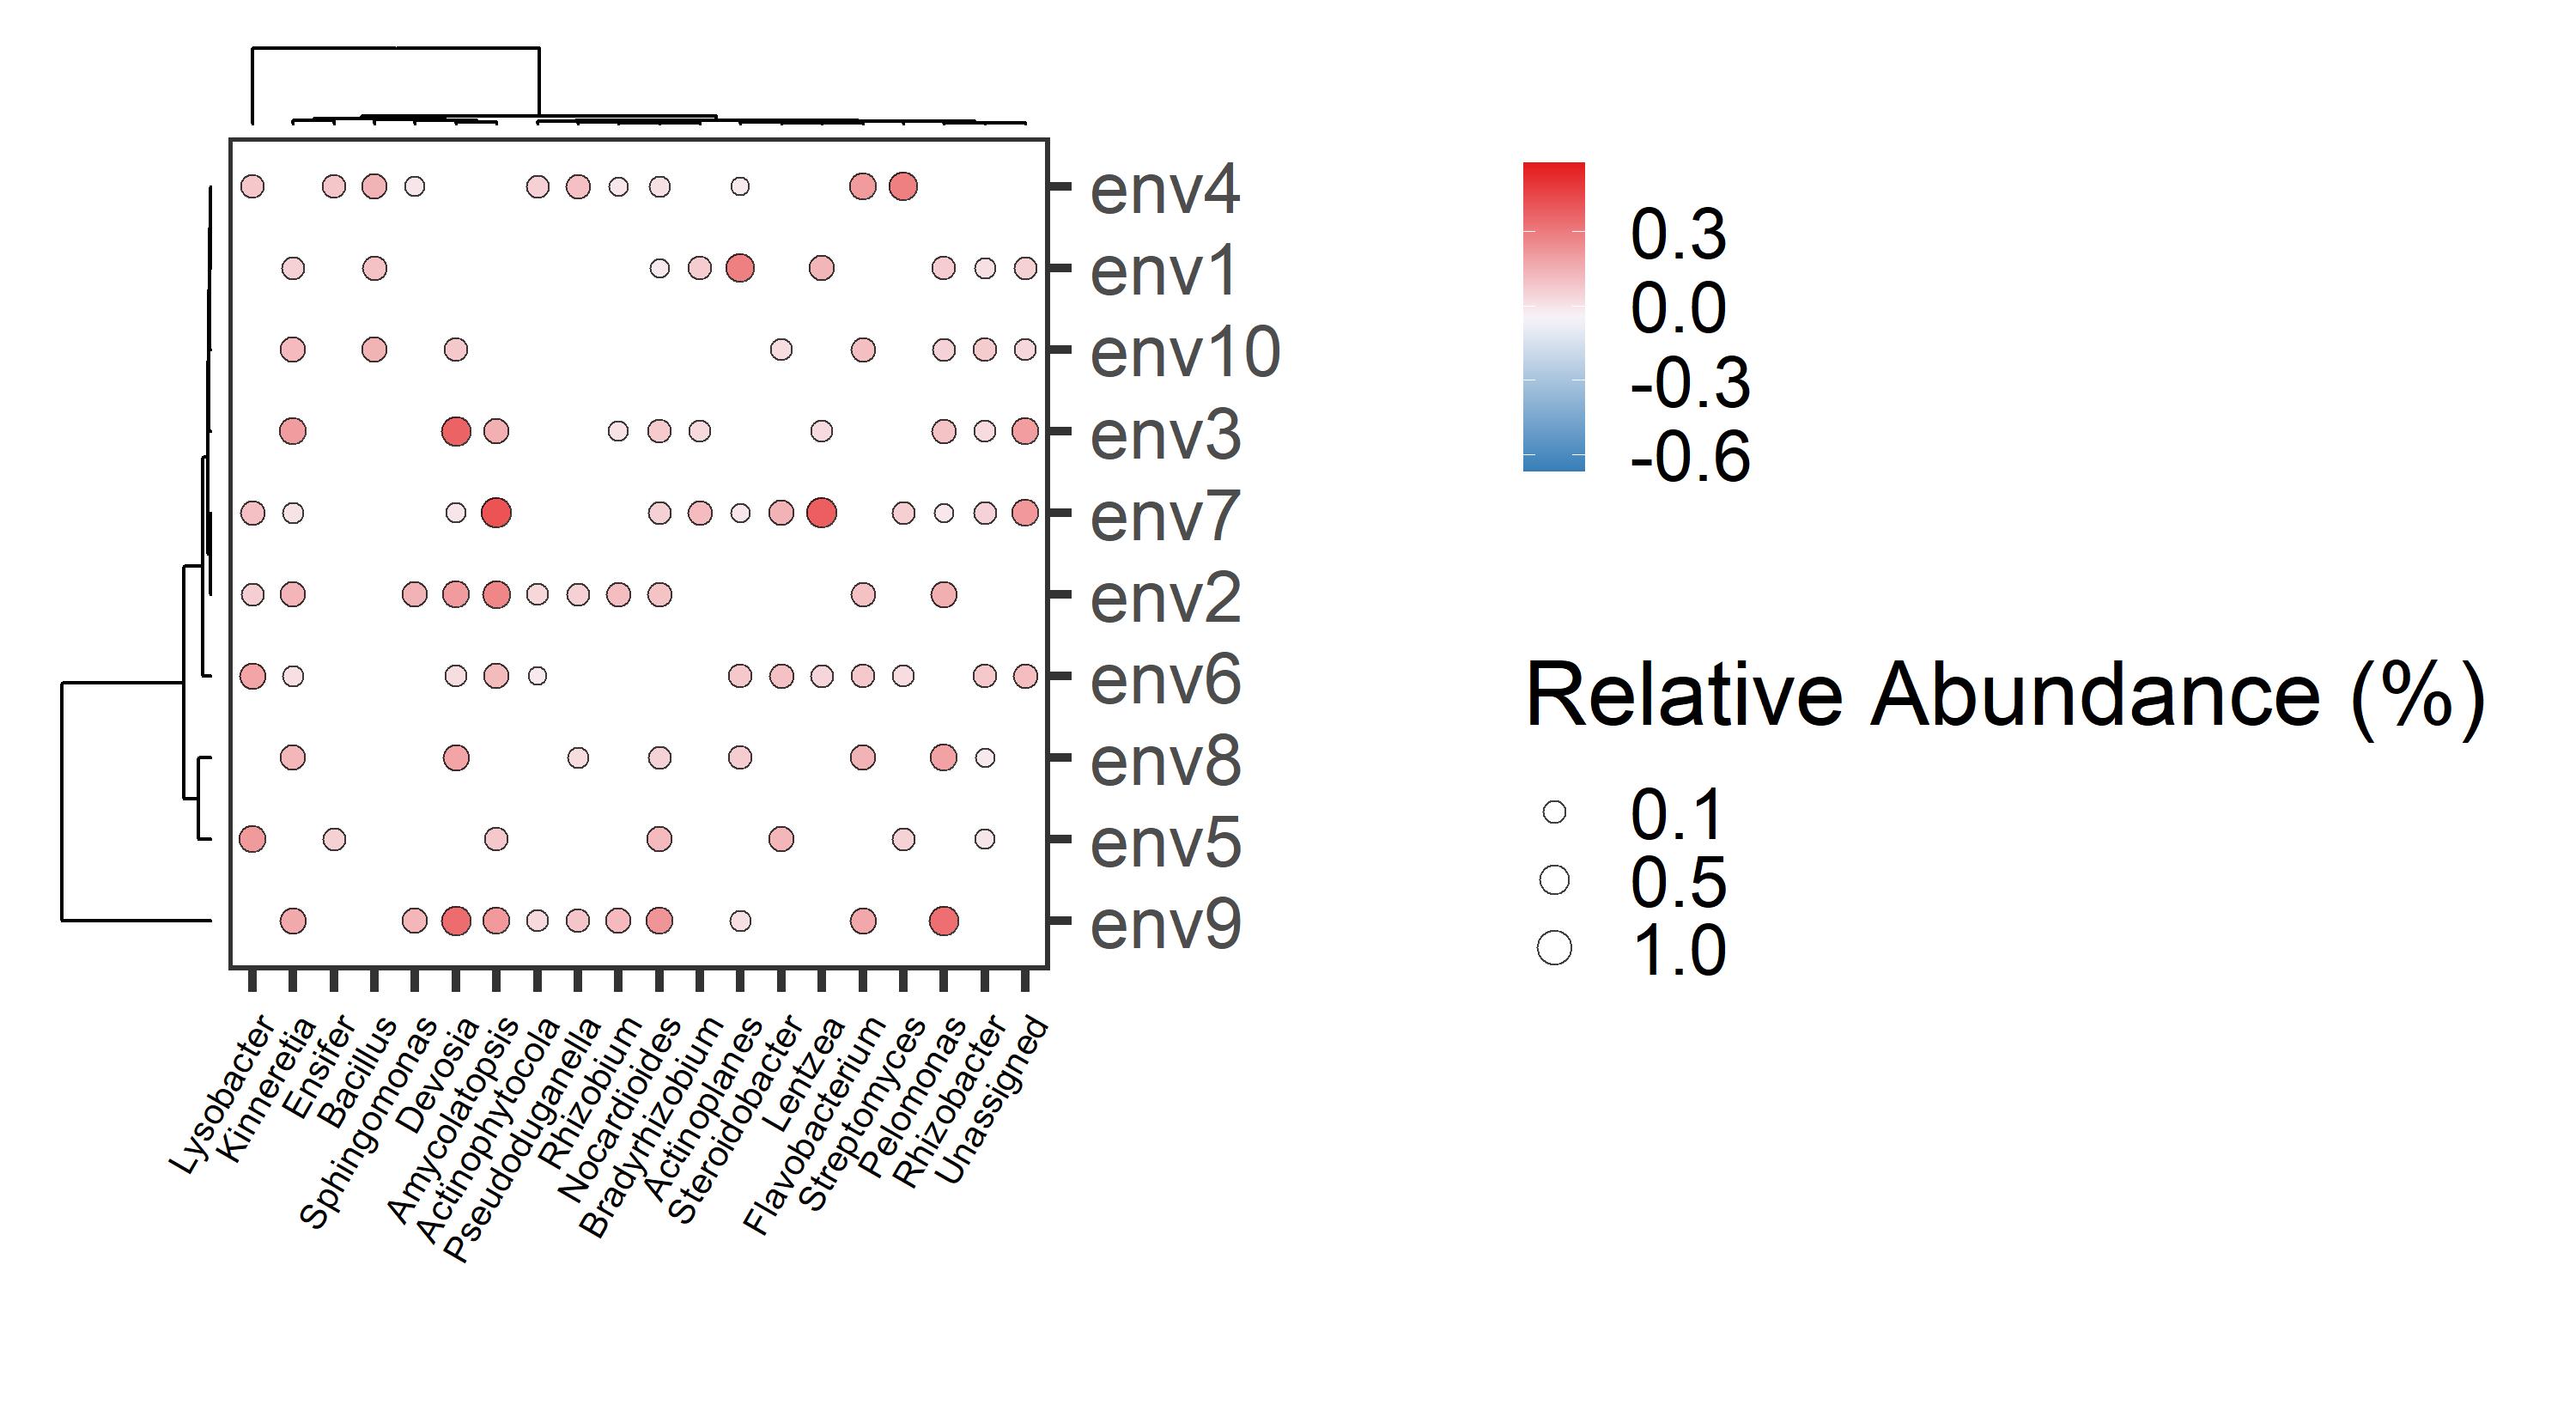 env4
env1
env10
env3
env7
env2
env6
env8
env5
env9
Lysobacter
Kinneretia
Ensifer
Bacillus
Sphingomonas
Devosia
Amycolatopsis
Actinophytocola
Pseudoduganella
Rhizobium
Nocardioides
Bradyrhizobium
Actinoplanes
Steroidobacter
Lentzea
Flavobacterium
Streptomyces
Pelomonas
Rhizobacter
Unassigned
0.3
0.0
-0.3
-0.6
Relative Abundance (%)
0.1
0.5
1.0